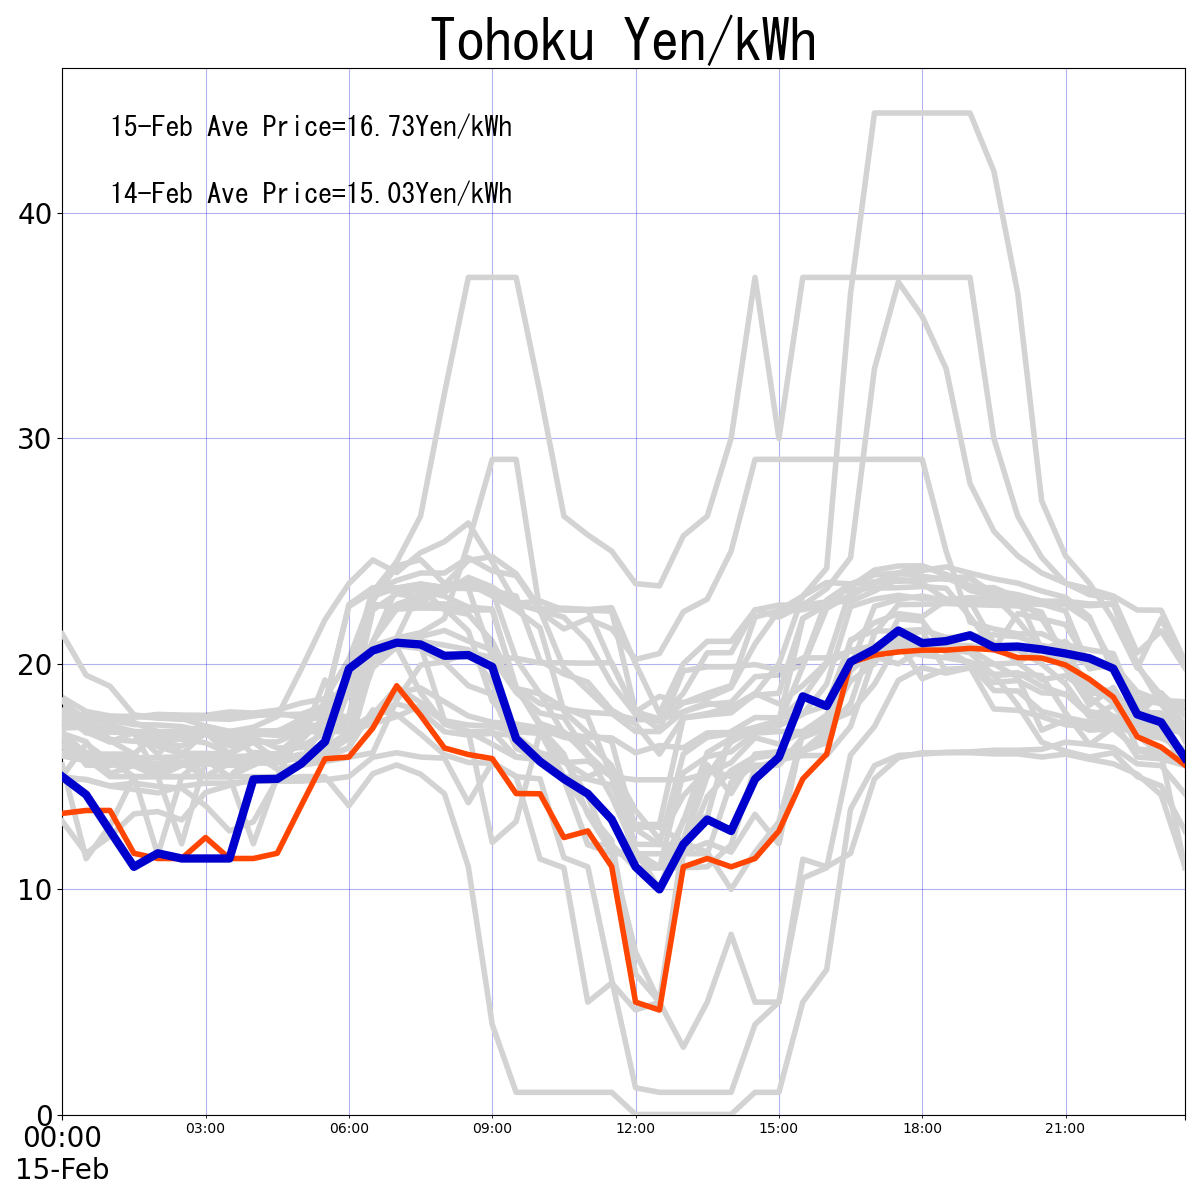 Tohoku Yen/kWh
15-Feb Ave Price=16.73Yen/kWh
14-Feb Ave Price=15.03Yen/kWh
40
30
20
10
0
00:00 03:00 06:00 09:00 12:00 15:00 18:00 21:00
15-Feb